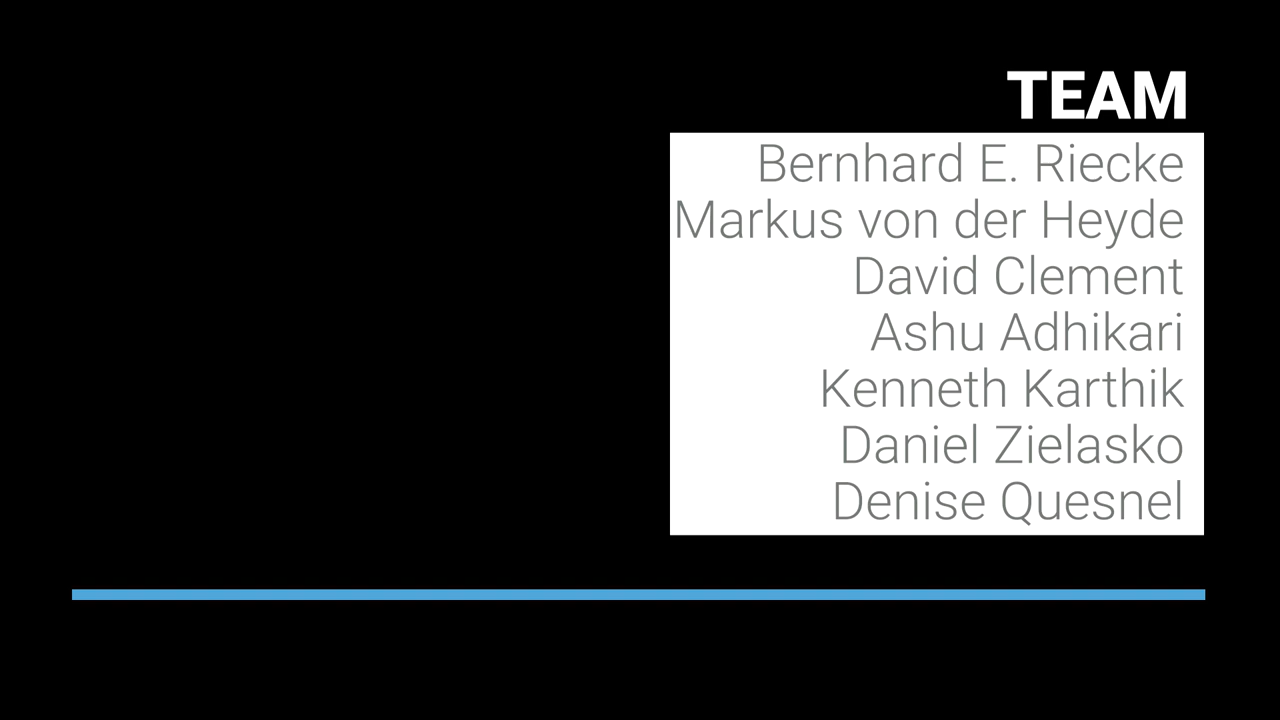 TEAM
Bernhard E. Riecke
Markus von der Heyde
David Clement
Ashu Adhikari
Kenneth Karthik
Daniel Zielasko
Denise Quesnel